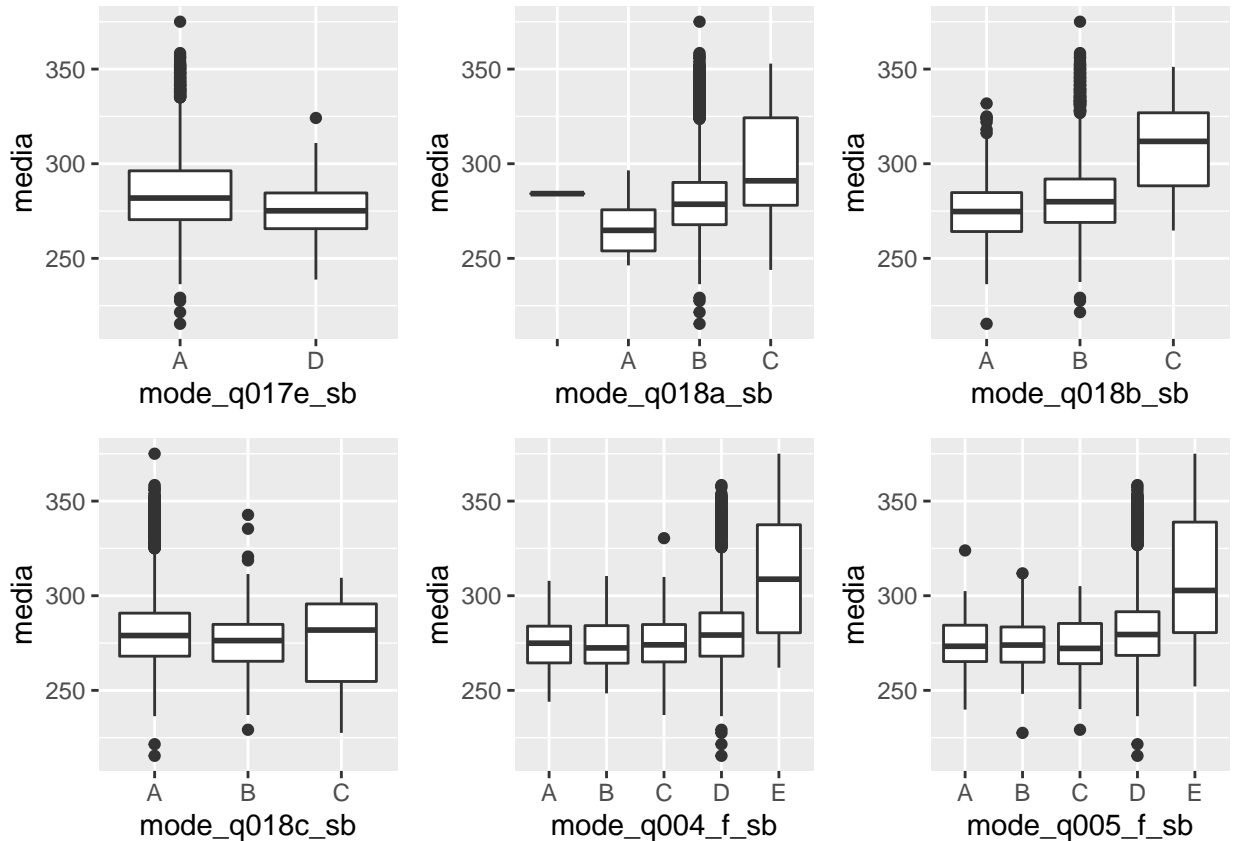 350
300
250
media
A D
mode_q017e_sb
350
300
250
media
A B C
mode_q018a_sb
350
300
250
media
A B C
mode_q018b_sb
350
300
250
media
A B C
mode_q018c_sb
350
300
250
media
A B C D E
mode_q004_f_sb
350
300
250
media
A B C D E
mode_q005_f_sb